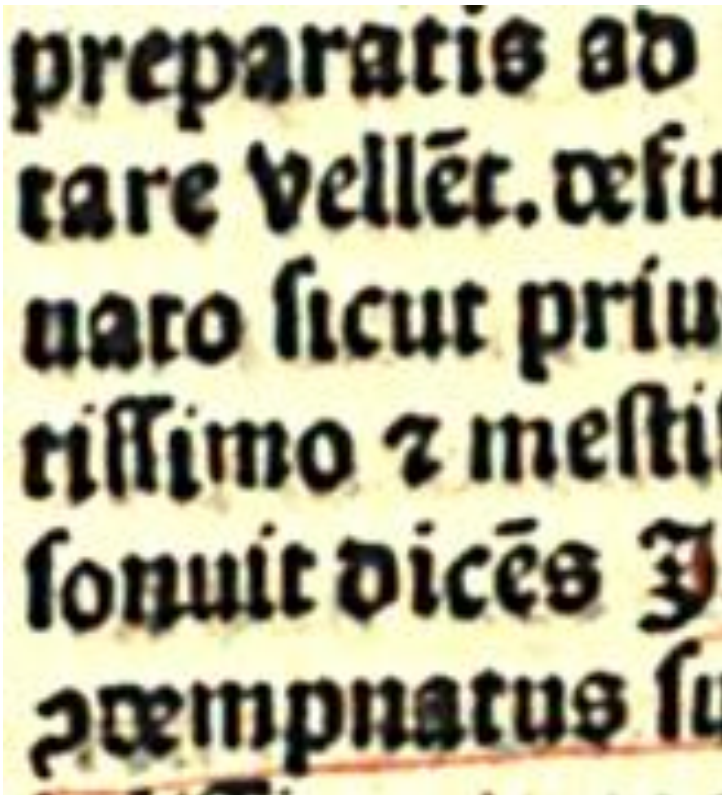 preparatis ad
tare vellēt. defu
nato ſicut priu
tiſſimo ⁊ meſti
ſonuit dicēs J
ꝯdempnatus ſu